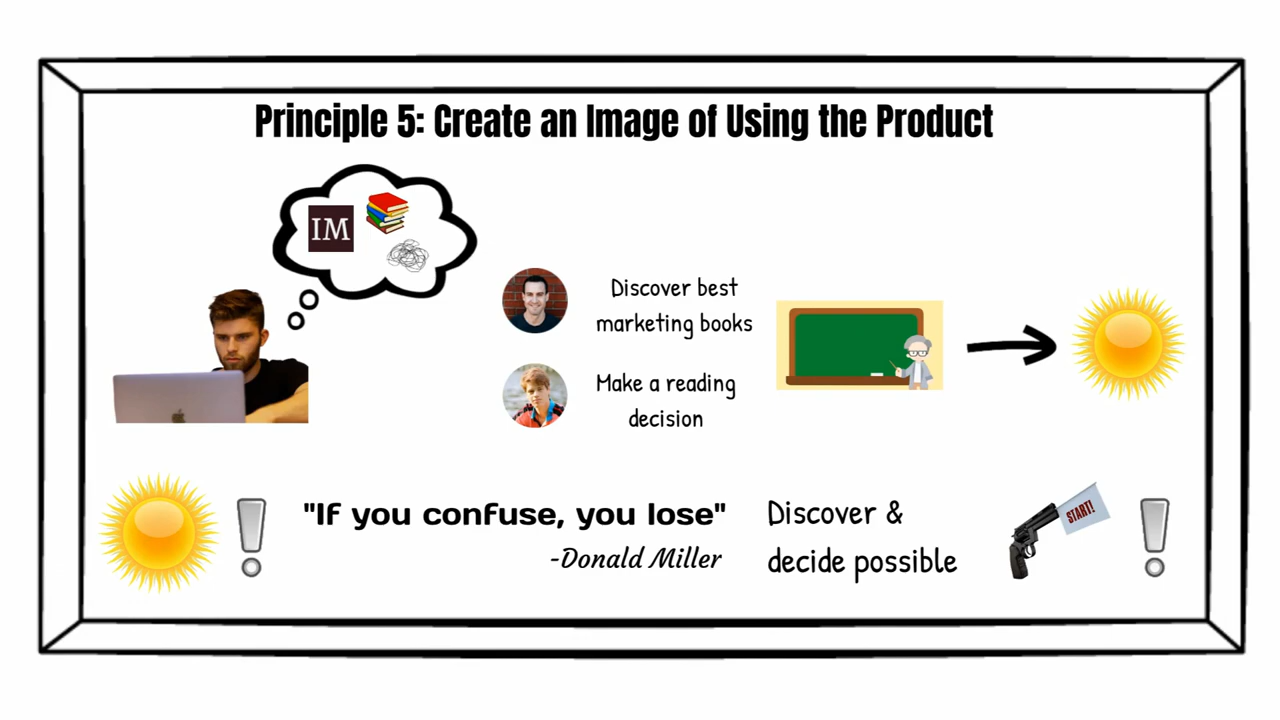 Principle 5: Create an Image of Using the Product
IM
Discover best
marketing books
Make a reading
decision
"If you confuse, you lose"
-Donald Miller
Discover &
decide possible
START!